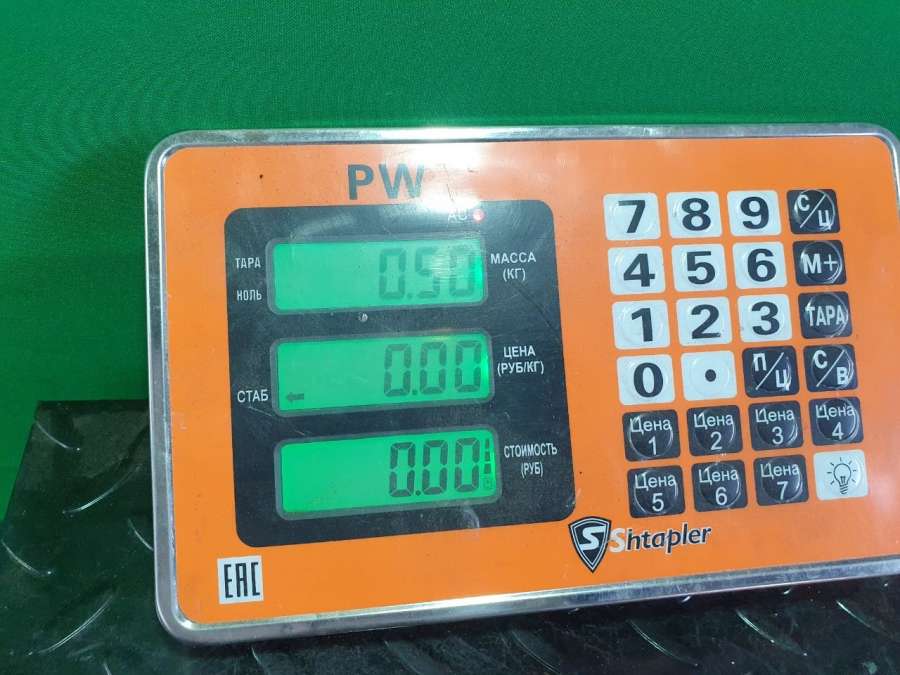 PW
AC
ТАРА
НОЛЬ
0.50
МАССА
(КГ)
СТАБ
0.00
ЦЕНА
(РУБ/КГ)
0.00
СТОИМОСТЬ
(РУБ)
7 8 9 С/Ц
4 5 6 М+
1 2 3 ТАРА
0 . П/Ц С/В
Цена 1 Цена 2 Цена 3 Цена 4
Цена 5 Цена 6 Цена 7
Shtapler
EAC